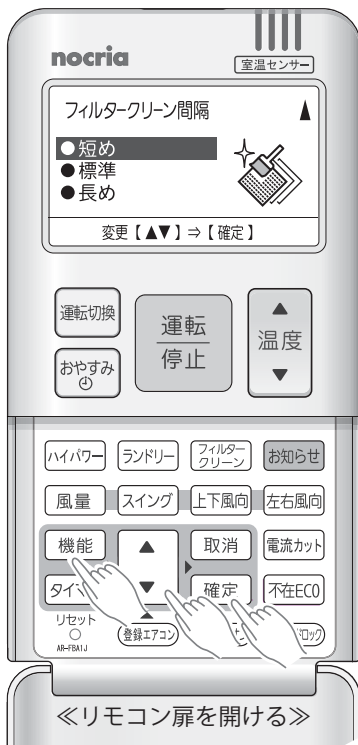 nocria
室温センサー
フィルタークリーン間隔 ▲
●短め
●標準
●長め
変更【▲▼】⇒【確定】
運転切換
運転
停止
▲
温度
▼
おやすみ
ハイパワー ランドリー フィルター
クリーン お知らせ
風量 スイング 上下風向 左右風向
機能 ▲ 取消 電流カット
▼ 確定 不在ECO
リセット
AR-FBA1J
登録エアコン
≪リモコン扉を開ける≫